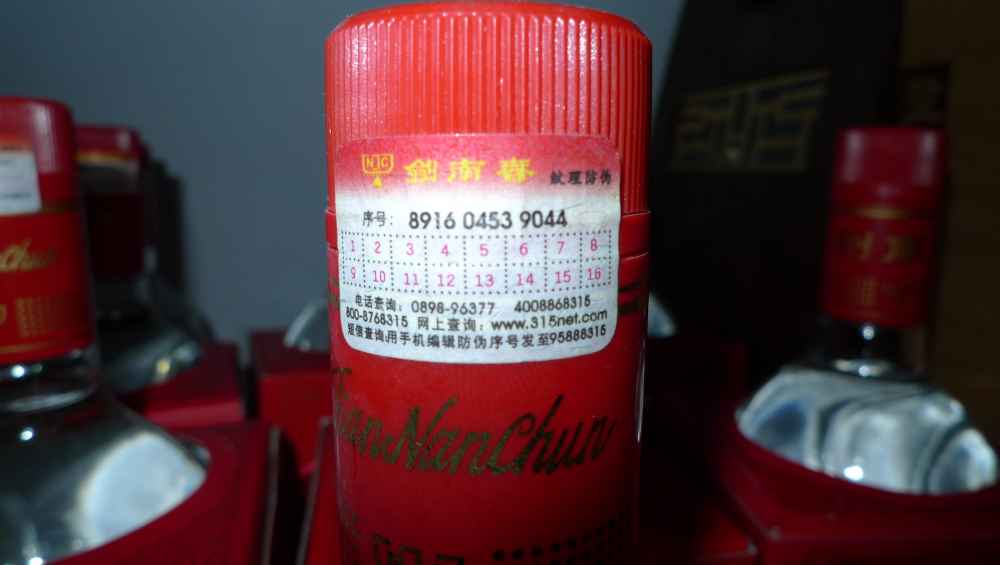 NJC 剑南春 蚊理防伪
序号: 8916 0453 9044
1 2 3 4 5 6 7 8
9 10 11 12 13 14 15 16
电话查询: 0898-96377 4008868315
800-8768315 网上查询: www.315net.com
短信查询:用手机编辑防伪序号发至95888315
JianNanChun